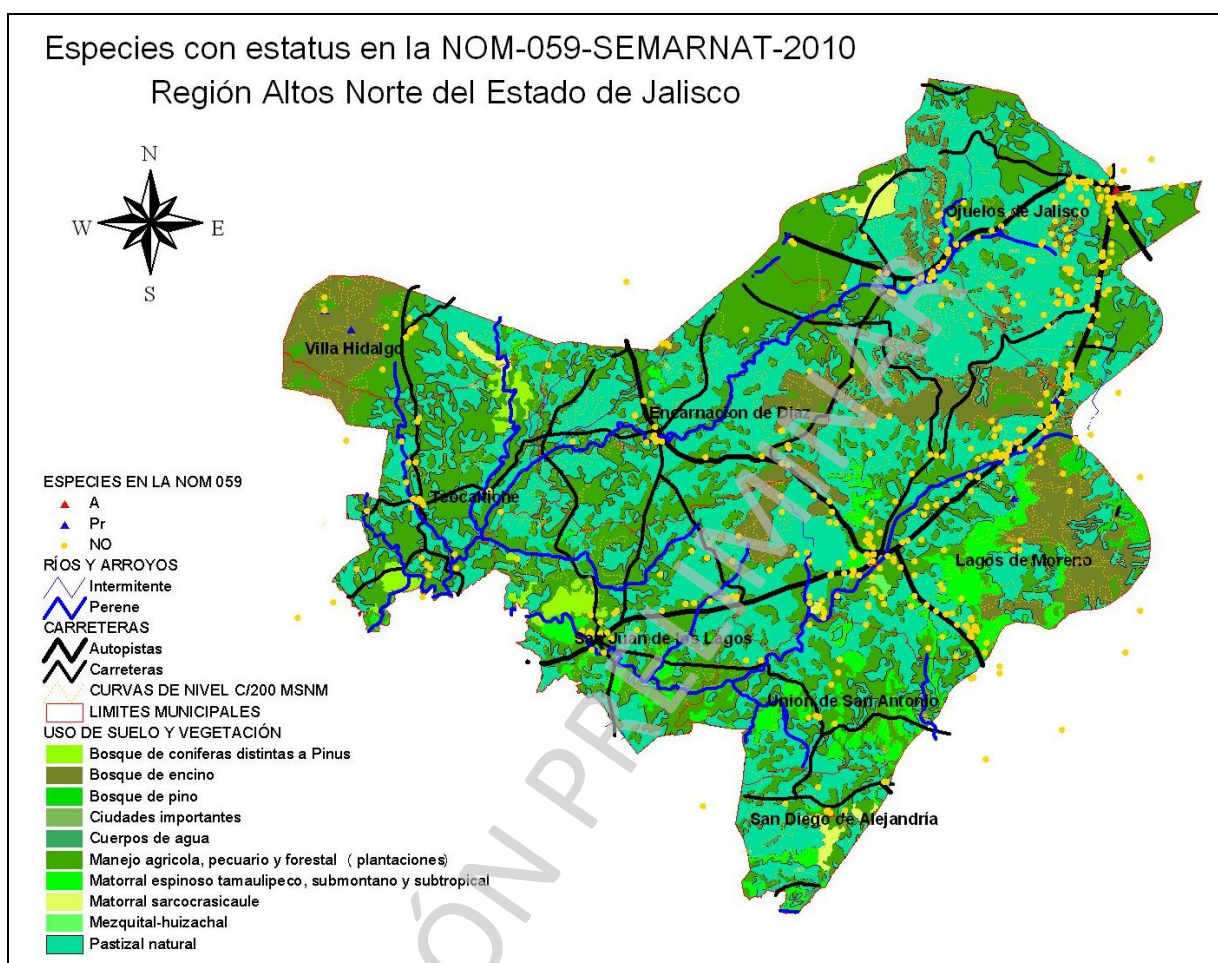 Especies con estatus en la NOM-059-SEMARNAT-2010
Región Altos Norte del Estado de Jalisco
N
W
E
S
Ojuelos de Jalisco
Villa Hidalgo
Encarnacion de Diaz
Teocaltiche
Lagos de Moreno
San Juan de los Lagos
Union de San Antonio
San Diego de Alejandría
ESPECIES EN LA NOM 059
A
Pr
NO
RÍOS Y ARROYOS
Intermitente
Perene
CARRETERAS
Autopistas
Carreteras
CURVAS DE NIVEL C/200 MSNM
LIMITES MUNICIPALES
USO DE SUELO Y VEGETACIÓN
Bosque de coniferas distintas a Pinus
Bosque de encino
Bosque de pino
Ciudades importantes
Cuerpos de agua
Manejo agricola, pecuario y forestal ( plantaciones)
Matorral espinoso tamaulipeco, submontano y subtropical
Matorral sarcocrasicaule
Mezquital-huizachal
Pastizal natural
ÓN PRELIMINAR